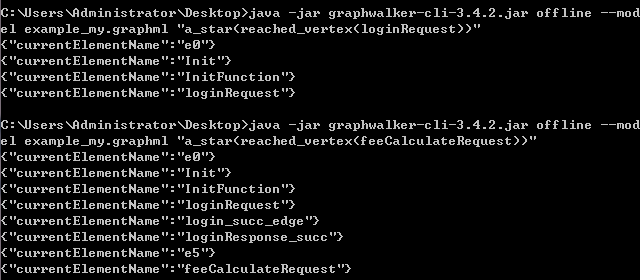 C:\Users\Administrator\Desktop>java -jar graphwalker-cli-3.4.2.jar offline --mod
el example_my.graphml "a_star(reached_vertex(loginRequest))"
{"currentElementName":"e0"}
{"currentElementName":"Init"}
{"currentElementName":"InitFunction"}
{"currentElementName":"loginRequest"}
C:\Users\Administrator\Desktop>java -jar graphwalker-cli-3.4.2.jar offline --mod
el example_my.graphml "a_star(reached_vertex(feeCalculateRequest))"
{"currentElementName":"e0"}
{"currentElementName":"Init"}
{"currentElementName":"InitFunction"}
{"currentElementName":"loginRequest"}
{"currentElementName":"login_succ_edge"}
{"currentElementName":"loginResponse_succ"}
{"currentElementName":"e5"}
{"currentElementName":"feeCalculateRequest"}